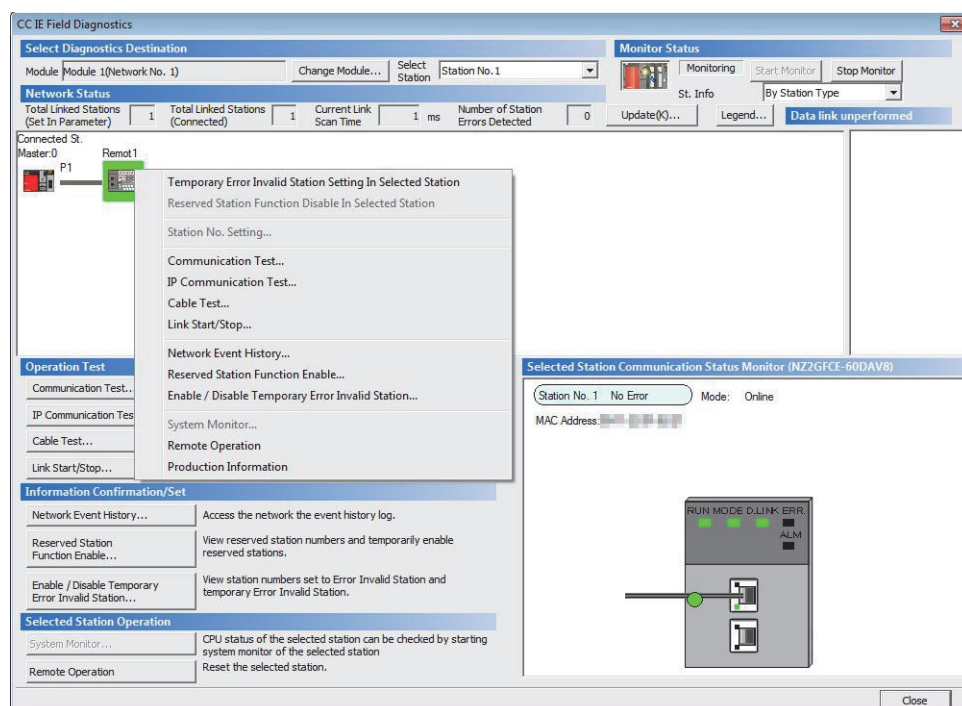 CC IE Field Diagnostics
Select Diagnostics Destination
Module Module 1(Network No. 1) Change Module... Select Station Station No.1
Monitor Status
Monitoring Start Monitor Stop Monitor
St. Info By Station Type
Network Status
Total Linked Stations (Set In Parameter) 1 Total Linked Stations (Connected) 1 Current Link Scan Time 1 ms Number of Station Errors Detected 0
Update(K)... Legend... Data link unperformed
Connected St.
Master:0 Remot1
P1
Temporary Error Invalid Station Setting In Selected Station
Reserved Station Function Disable In Selected Station
Station No. Setting...
Communication Test...
IP Communication Test...
Cable Test...
Link Start/Stop...
Network Event History...
Reserved Station Function Enable...
Enable / Disable Temporary Error Invalid Station...
System Monitor...
Remote Operation
Production Information
Operation Test
Communication Test..
IP Communication Tes
Cable Test...
Link Start/Stop...
Selected Station Communication Status Monitor (NZ2GFCE-60DAV8)
Station No. 1 No Error Mode: Online
MAC Address:
RUN MODE D.LINK ERR.
ALM
Information Confirmation/Set
Network Event History... Access the network the event history log.
Reserved Station Function Enable... View reserved station numbers and temporarily enable reserved stations.
Enable / Disable Temporary Error Invalid Station... View station numbers set to Error Invalid Station and temporary Error Invalid Station.
Selected Station Operation
System Monitor... CPU status of the selected station can be checked by starting system monitor of the selected station
Remote Operation Reset the selected station.
Close